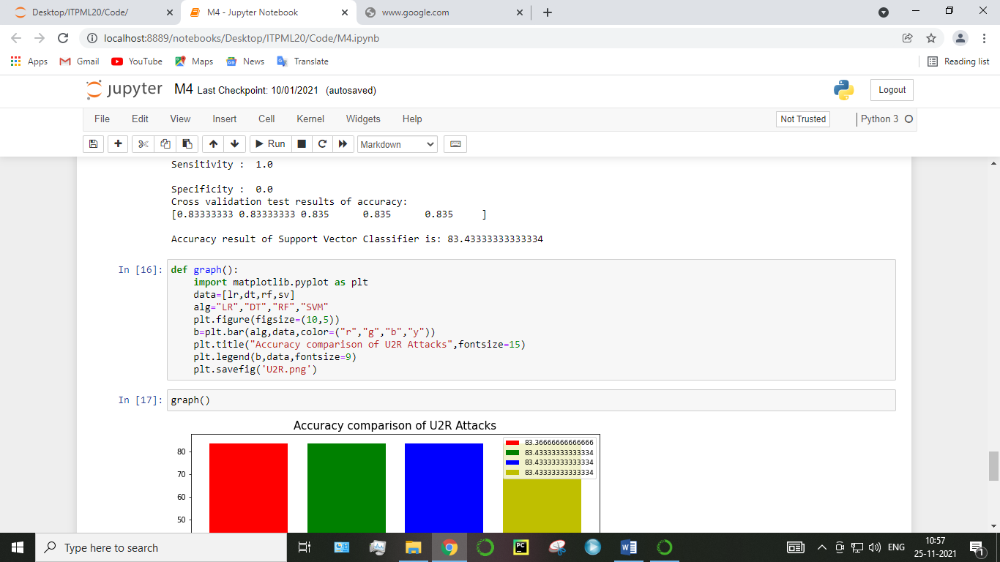 Desktop/ITPML20/Code/
M4 - Jupyter Notebook
www.google.com
localhost:8889/notebooks/Desktop/ITPML20/Code/M4.ipynb
Apps Gmail YouTube Maps News Translate Reading list
jupyter M4 Last Checkpoint: 10/01/2021 (autosaved) Logout
File Edit View Insert Cell Kernel Widgets Help Not Trusted Python 3
Run Markdown
Sensitivity :  1.0
Specificity :  0.0
Cross validation test results of accuracy:
[0.83333333 0.83333333 0.835      0.835      0.835     ]
Accuracy result of Support Vector Classifier is: 83.43333333333334
In [16]: def graph():
    import matplotlib.pyplot as plt
    data=[lr,dt,rf,sv]
    alg="LR","DT","RF","SVM"
    plt.figure(figsize=(10,5))
    b=plt.bar(alg,data,color=("r","g","b","y"))
    plt.title("Accuracy comparison of U2R Attacks",fontsize=15)
    plt.legend(b,data,fontsize=9)
    plt.savefig('U2R.png')
In [17]: graph()
Accuracy comparison of U2R Attacks
83.36666666666666
83.43333333333334
83.43333333333334
83.43333333333334
80
70
60
50
Type here to search
PC
W
ENG
10:57
25-11-2021
1